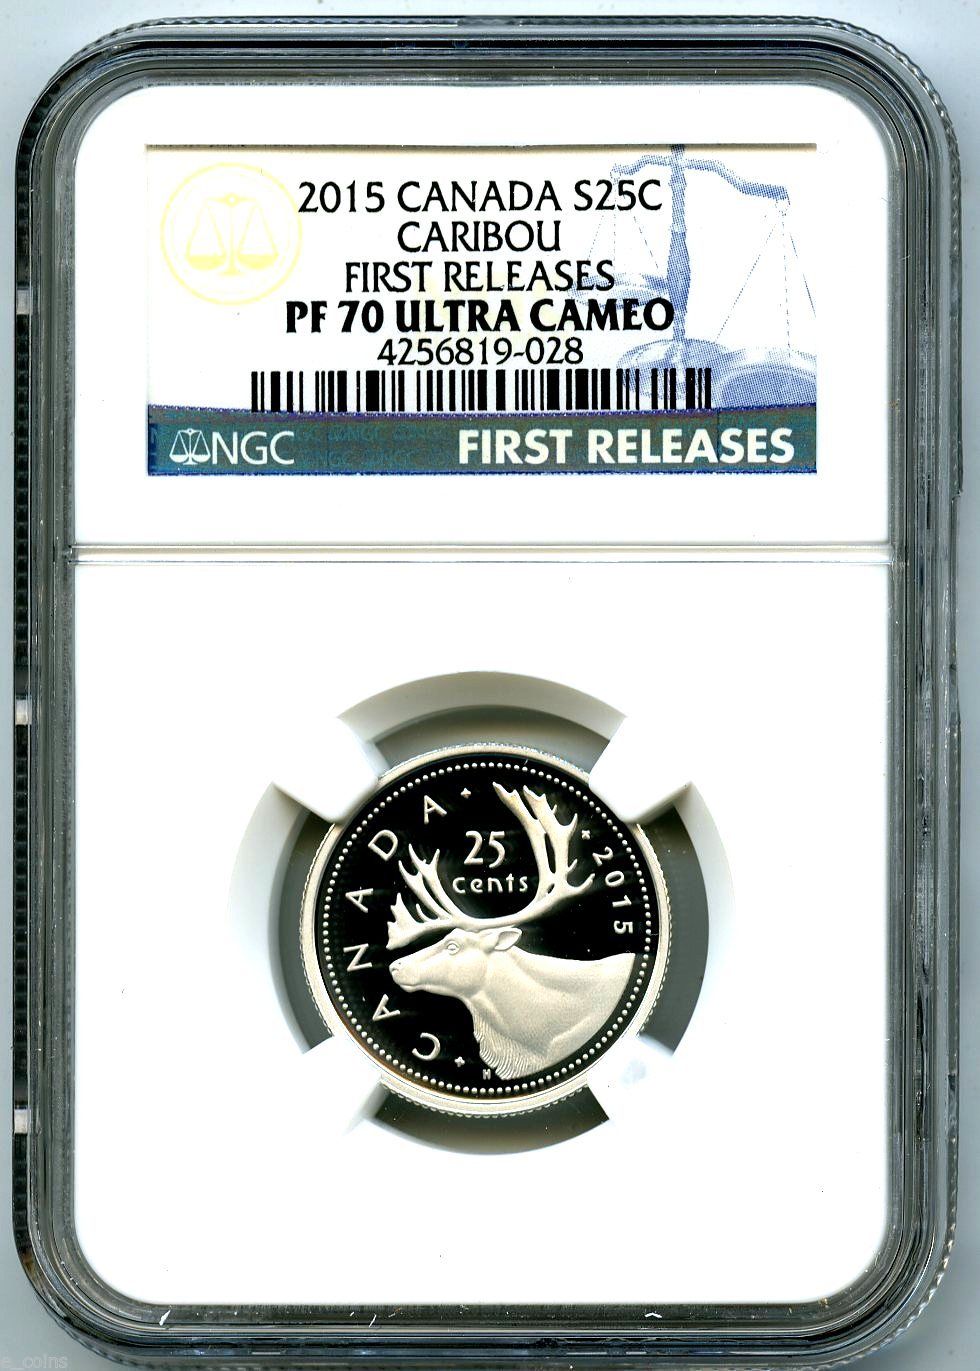 2015 CANADA S25C
CARIBOU
FIRST RELEASES
PF 70 ULTRA CAMEO
4256819-028
NGC
FIRST RELEASES
CANADA
25
cents
2015
H
e_coins